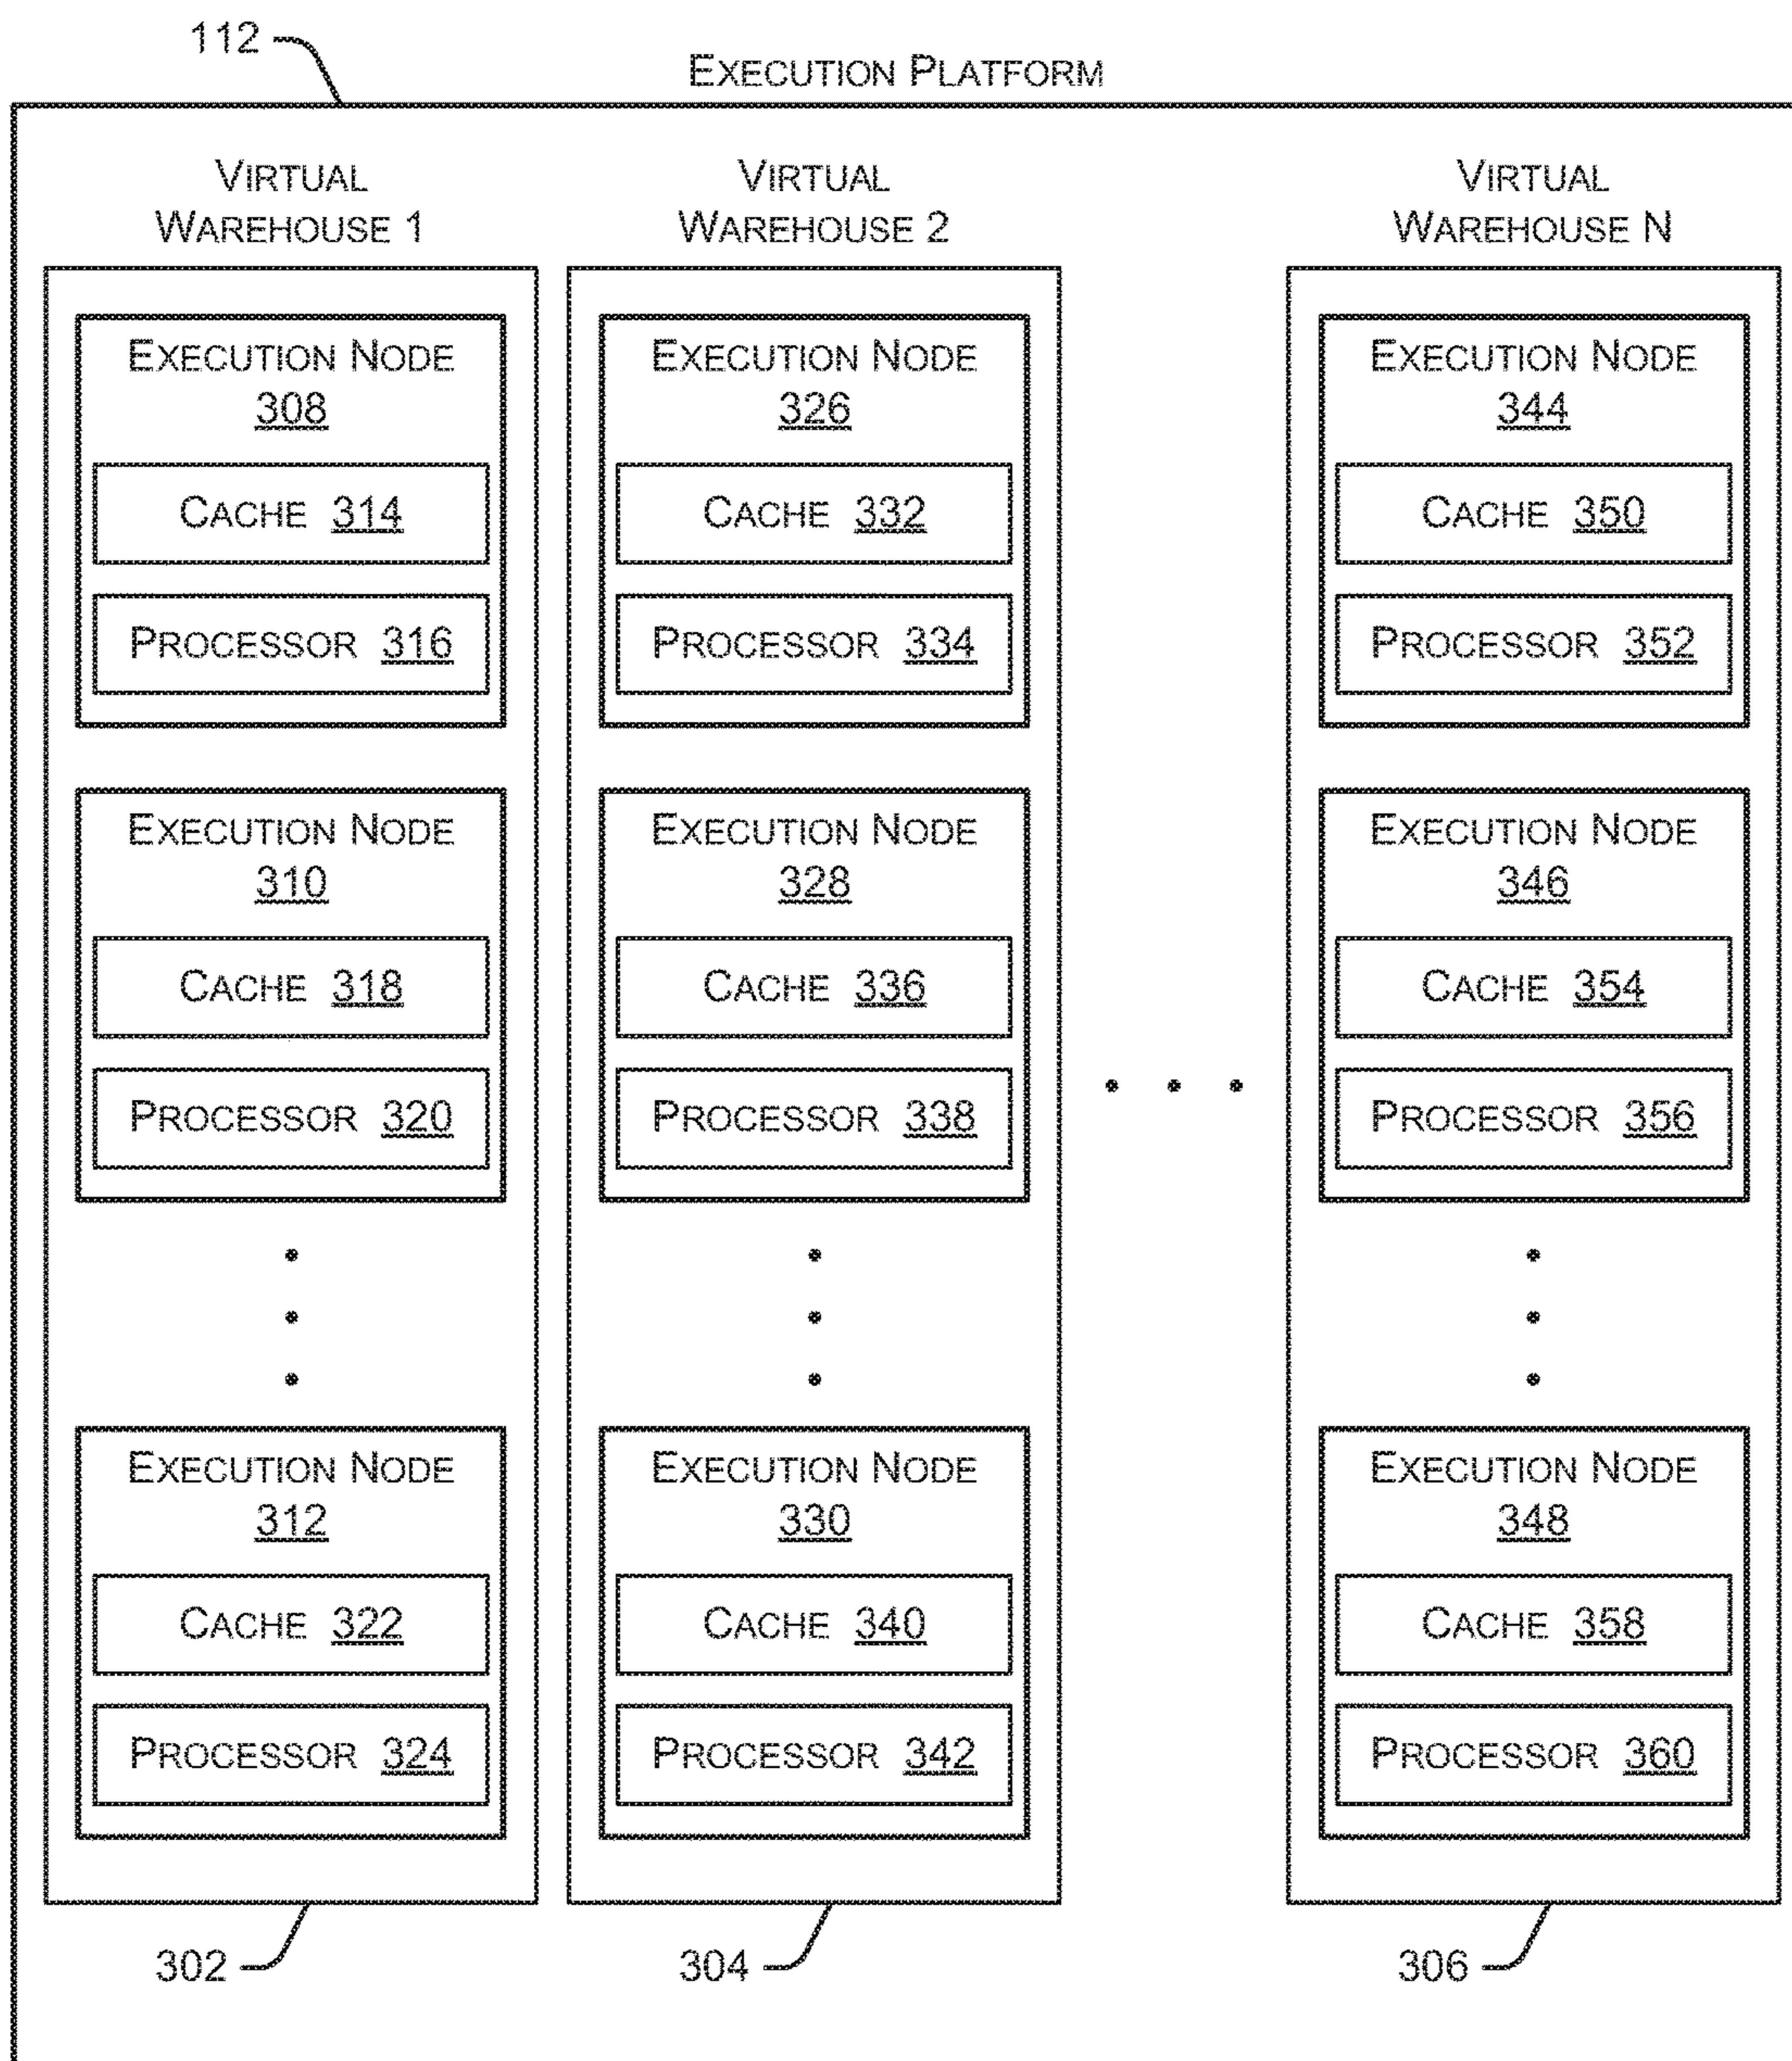 112
EXECUTION PLATFORM
VIRTUAL
WAREHOUSE 1
EXECUTION NODE
308
CACHE 314
PROCESSOR 316
EXECUTION NODE
310
CACHE 318
PROCESSOR 320
EXECUTION NODE
312
CACHE 322
PROCESSOR 324
302
VIRTUAL
WAREHOUSE 2
EXECUTION NODE
326
CACHE 332
PROCESSOR 334
EXECUTION NODE
328
CACHE 336
PROCESSOR 338
EXECUTION NODE
330
CACHE 340
PROCESSOR 342
304
VIRTUAL
WAREHOUSE N
EXECUTION NODE
344
CACHE 350
PROCESSOR 352
EXECUTION NODE
346
CACHE 354
PROCESSOR 356
EXECUTION NODE
348
CACHE 358
PROCESSOR 360
306